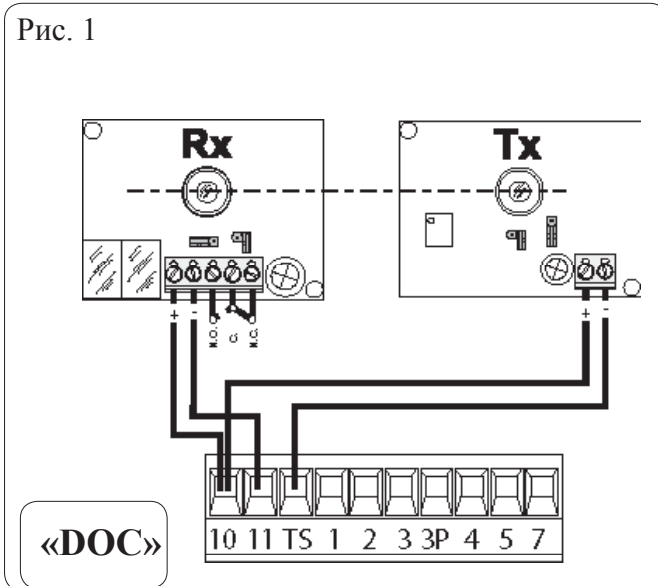 Рис. 1
Rx
Tx
+ - N.O. C. N.C.
+ -
10 11 TS 1 2 3 3P 4 5 7
«DOC»